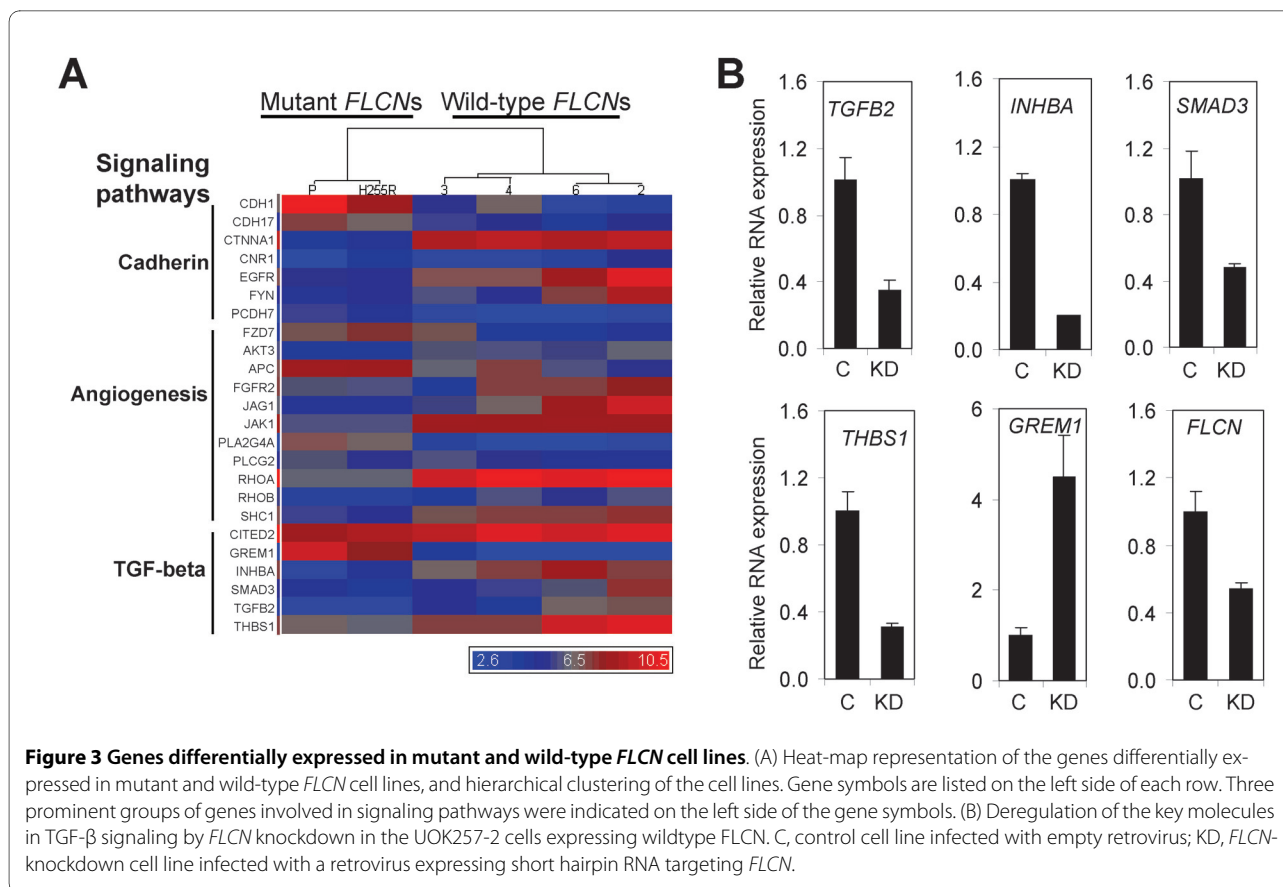 A
Mutant FLCNs
Wild-type FLCNs
Signaling
pathways
P
H255R
3
4
6
2
Cadherin
CDH1
CDH17
CTNNA1
CNR1
EGFR
FYN
PCDH7
Angiogenesis
FZD7
AKT3
APC
FGFR2
JAG1
JAK1
PLA2G4A
PLCG2
RHOA
RHOB
SHC1
TGF-beta
CITED2
GREM1
INHBA
SMAD3
TGFB2
THBS1
2.6 6.5 10.5
B
Relative RNA expression
1.6
1.2
0.8
0.4
0.0
TGFB2
C KD
1.6
1.2
0.8
0.4
0.0
INHBA
C KD
1.6
1.2
0.8
0.4
0.0
SMAD3
C KD
Relative RNA expression
1.6
1.2
0.8
0.4
0.0
THBS1
C KD
6
4
2
0
GREM1
C KD
1.6
1.2
0.8
0.4
0.0
FLCN
C KD
Figure 3 Genes differentially expressed in mutant and wild-type FLCN cell lines. (A) Heat-map representation of the genes differentially ex-
pressed in mutant and wild-type FLCN cell lines, and hierarchical clustering of the cell lines. Gene symbols are listed on the left side of each row. Three
prominent groups of genes involved in signaling pathways were indicated on the left side of the gene symbols. (B) Deregulation of the key molecules
in TGF-β signaling by FLCN knockdown in the UOK257-2 cells expressing wildtype FLCN. C, control cell line infected with empty retrovirus; KD, FLCN-
knockdown cell line infected with a retrovirus expressing short hairpin RNA targeting FLCN.